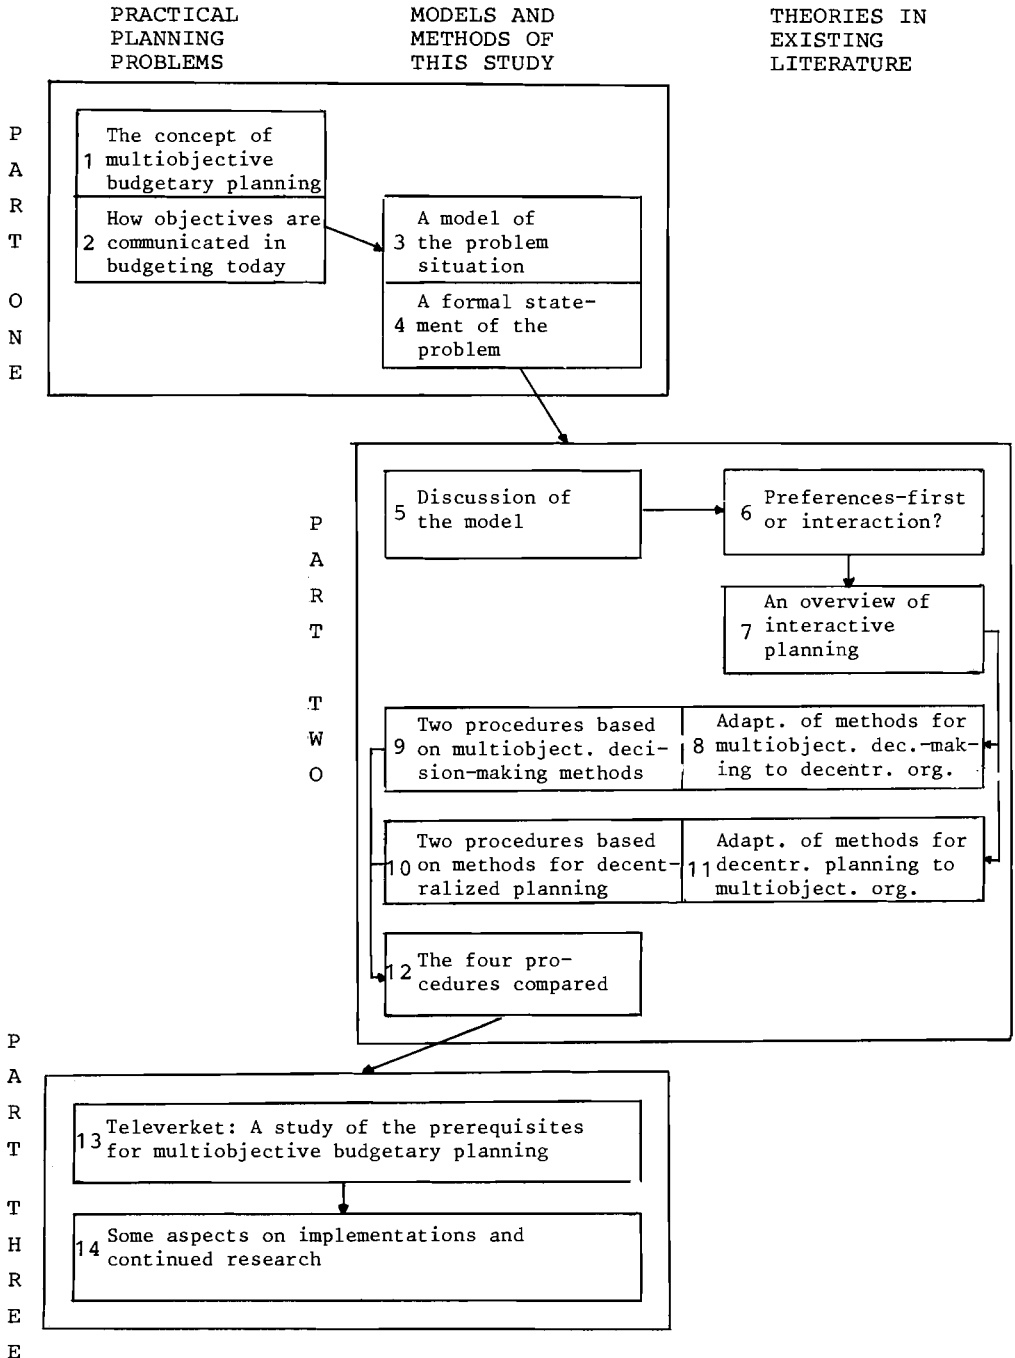 PRACTICAL
PLANNING
PROBLEMS
MODELS AND
METHODS OF
THIS STUDY
THEORIES IN
EXISTING
LITERATURE
PART ONE
1 The concept of
multiobjective
budgetary planning
2 How objectives are
communicated in
budgeting today
3 A model of
the problem
situation
4 A formal state-
ment of the
problem
PART TWO
5 Discussion of
the model
6 Preferences-first
or interaction?
7 An overview of
interactive
planning
9 Two procedures based
on multiobject. deci-
sion-making methods
8 Adapt. of methods for
multiobject. dec.-mak-
ing to decentr. org.
10 Two procedures based
on methods for decent-
ralized planning
11 Adapt. of methods for
decentr. planning to
multiobject. org.
12 The four pro-
cedures compared
PART THREE
13 Televerket: A study of the prerequisites
for multiobjective budgetary planning
14 Some aspects on implementations and
continued research